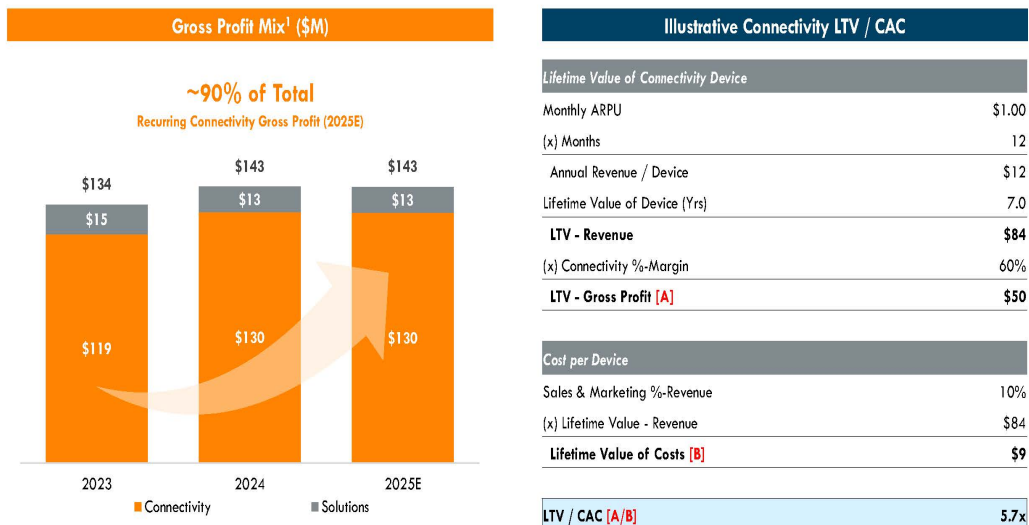 Gross Profit Mix¹ ($M)
~90% of Total
Recurring Connectivity Gross Profit (2025E)
$134
$143
$143
$15
$13
$13
$119
$130
$130
2023
2024
2025E
Connectivity
Solutions
Illustrative Connectivity LTV / CAC
Lifetime Value of Connectivity Device
Monthly ARPU $1.00
(x) Months 12
Annual Revenue / Device $12
Lifetime Value of Device (Yrs) 7.0
LTV - Revenue $84
(x) Connectivity %-Margin 60%
LTV - Gross Profit [A] $50
Cost per Device
Sales & Marketing %-Revenue 10%
(x) Lifetime Value - Revenue $84
Lifetime Value of Costs [B] $9
LTV / CAC [A/B] 5.7x